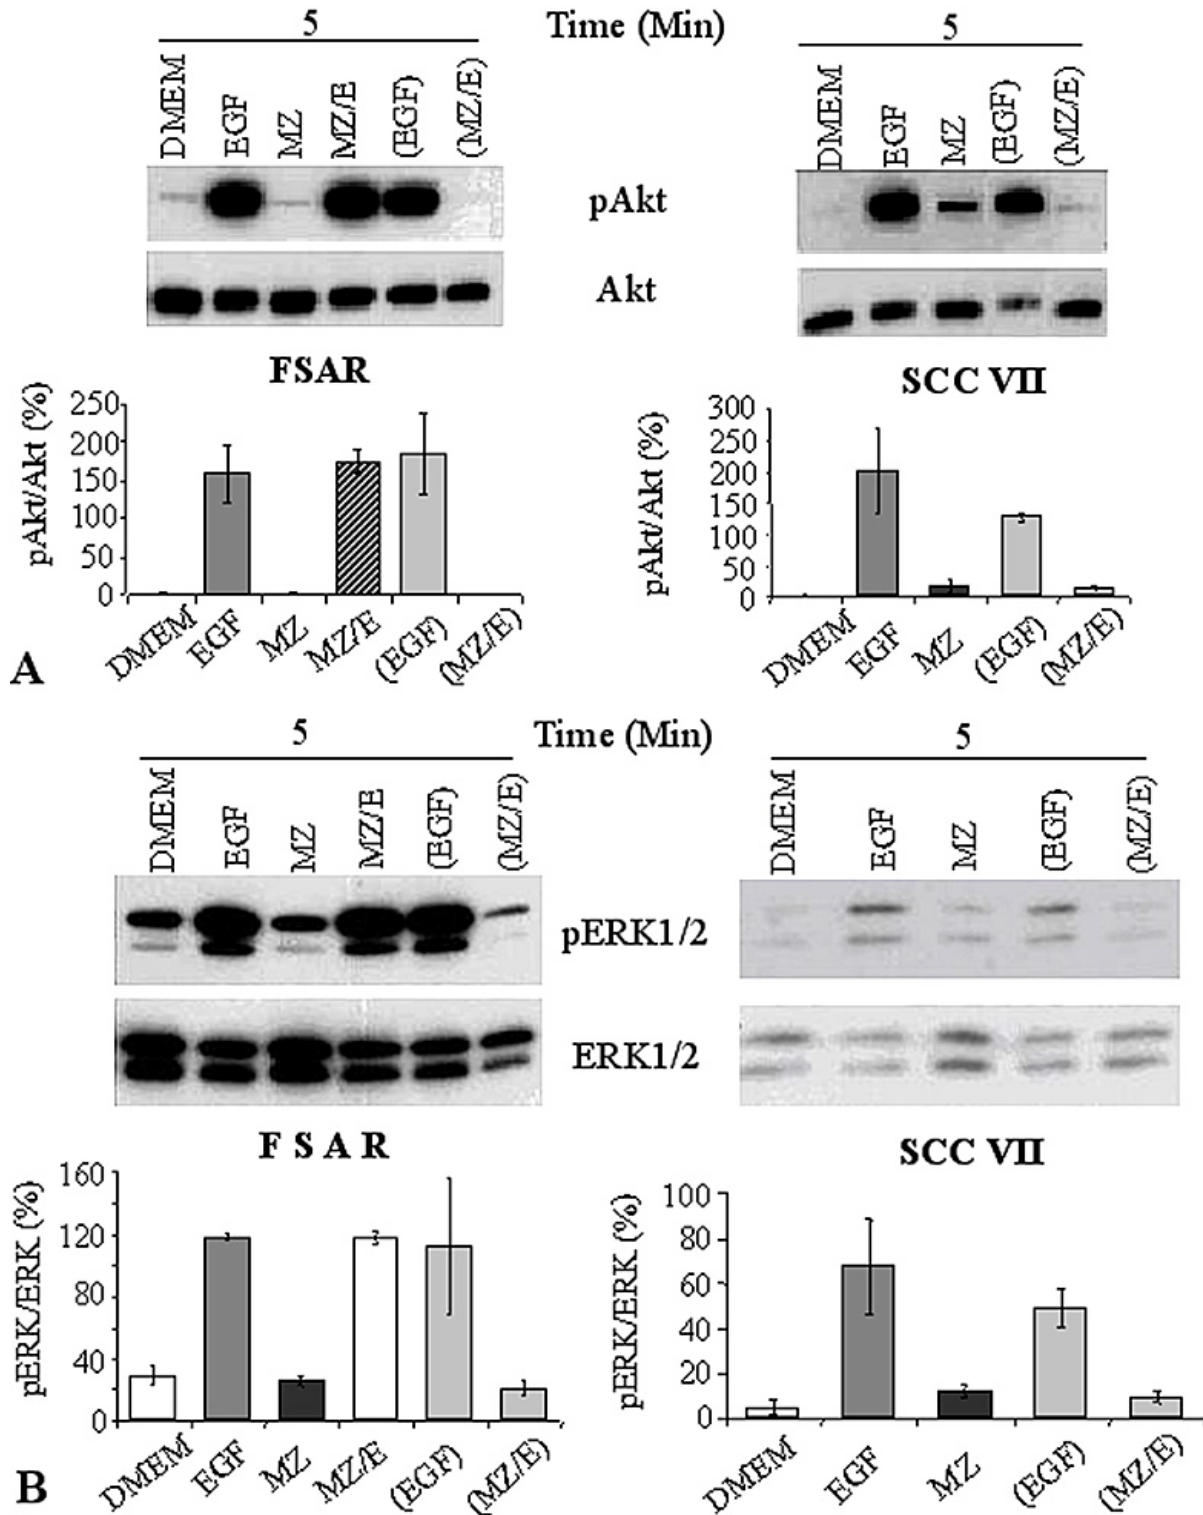 5 Time (Min) 5
DMEM EGF MZ MZ/E (EGF) (MZ/E)
DMEM EGF MZ (EGF) (MZ/E)
pAkt
Akt
FSAR
SCC VII
pAkt/Akt (%)
250
200
150
100
50
0
DMEM EGF MZ MZ/E (EGF) (MZ/E)
pAkt/Akt (%)
300
250
200
150
100
50
0
DMEM EGF MZ (EGF) (MZ/E)
A
5 Time (Min) 5
DMEM EGF MZ MZ/E (EGF) (MZ/E)
DMEM EGF MZ (EGF) (MZ/E)
pERK1/2
ERK1/2
F S A R
SCC VII
pERK/ERK (%)
160
120
80
40
0
DMEM EGF MZ MZ/E (EGF) (MZ/E)
pERK/ERK (%)
100
80
60
40
20
0
DMEM EGF MZ (EGF) (MZ/E)
B